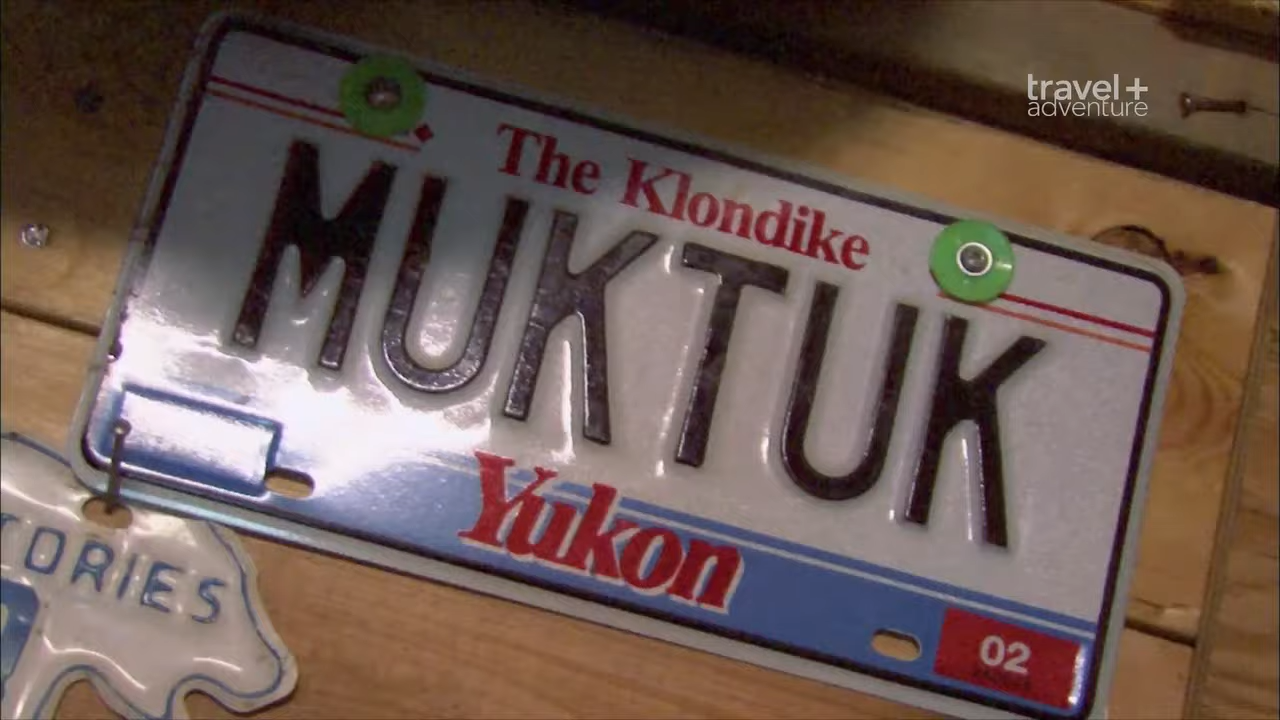 travel+
adventure
The Klondike
MUKTUK
Yukon
02
TORIES